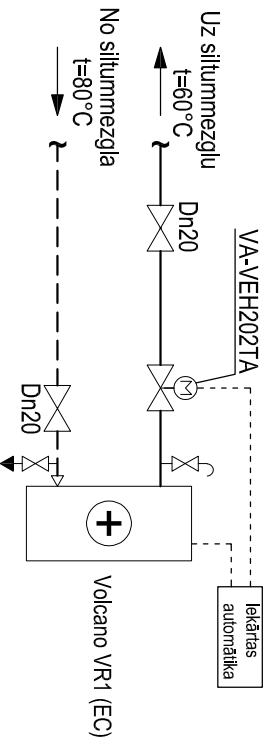 No siltummezgla
t=80°C
Uz siltummezglu
t=60°C
Dn20
Dn20
VA-VEH202TA
M
Iekārtas
automātika
Volcano VR1 (EC)